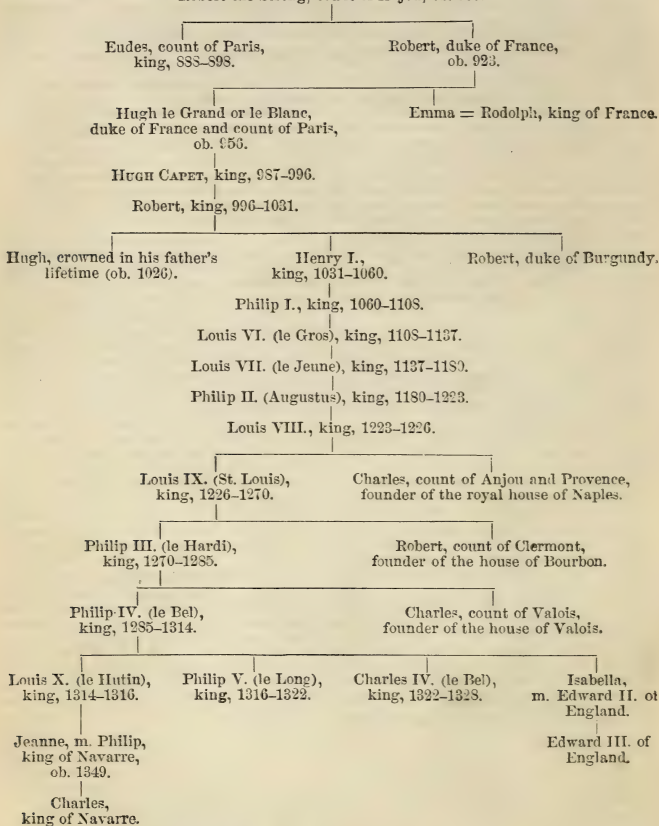 Eudes, count of Paris,
king, 888–898.
Robert, duke of France,
ob. 923.
Hugh le Grand or le Blanc,
duke of France and count of Paris,
ob. 956.
Emma = Rodolph, king of France.
HUGH CAPET, king, 987–996.
Robert, king, 996–1031.
Hugh, crowned in his father's
lifetime (ob. 1026).
Henry I.,
king, 1031–1060.
Robert, duke of Burgundy.
Philip I., king, 1060–1108.
Louis VI. (le Gros), king, 1108–1137.
Louis VII. (le Jeune), king, 1137–1180.
Philip II. (Augustus), king, 1180–1223.
Louis VIII., king, 1223–1226.
Louis IX. (St. Louis),
king, 1226–1270.
Charles, count of Anjou and Provence,
founder of the royal house of Naples.
Philip III. (le Hardi),
king, 1270–1285.
Robert, count of Clermont,
founder of the house of Bourbon.
Philip IV. (le Bel),
king, 1285–1314.
Charles, count of Valois,
founder of the house of Valois.
Louis X. (le Hutin),
king, 1314–1316.
Philip V. (le Long),
king, 1316–1322.
Charles IV. (le Bel),
king, 1322–1328.
Isabella,
m. Edward II. of
England.
Jeanne, m. Philip,
king of Navarre,
ob. 1349.
Edward III. of
England.
Charles,
king of Navarre.